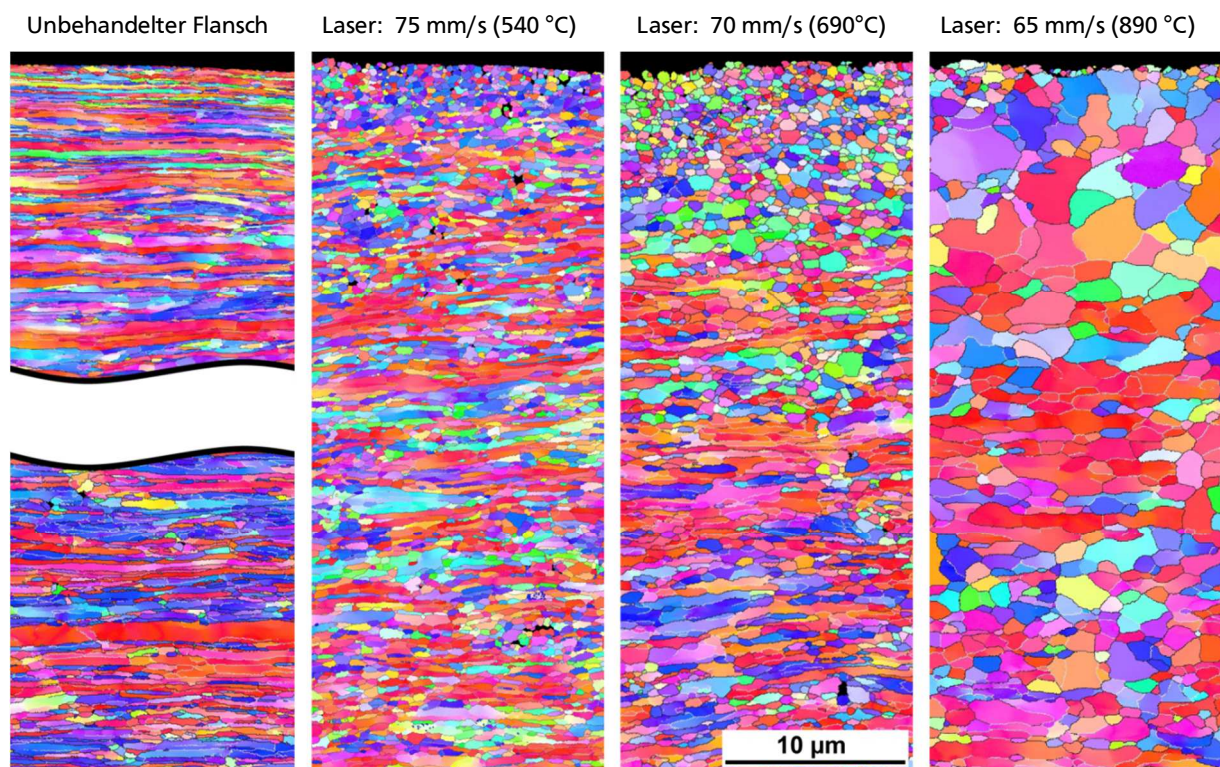 Unbehandelter Flansch
Laser: 75 mm/s (540 °C)
Laser: 70 mm/s (690°C)
Laser: 65 mm/s (890 °C)
10 µm